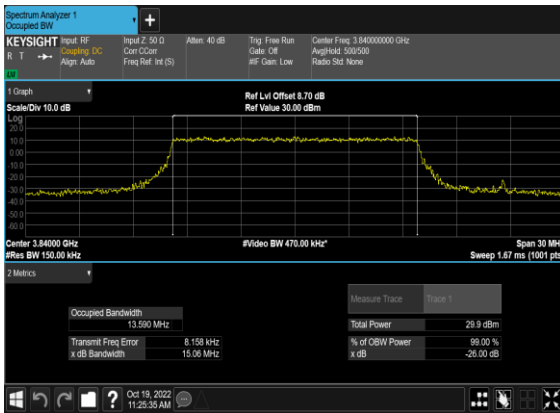 Spectrum Analyzer 1
Occupied BW
KEYSIGHT
R T
Input: RF
Coupling: DC
Align: Auto
Input Z: 50 Ω
Corr CCorr
Freq Ref: Int (S)
Atten: 40 dB
Trig: Free Run
Gate: Off
#IF Gain: Low
Center Freq: 3.840000000 GHz
Avg|Hold: 500/500
Radio Std: None
1 Graph
Scale/Div 10.0 dB
Ref Lvl Offset 8.70 dB
Ref Value 30.00 dBm
Log
20.0
10.0
0.00
-10.0
-20.0
-30.0
-40.0
-50.0
-60.0
Center 3.84000 GHz
#Res BW 150.00 kHz
#Video BW 470.00 kHz*
Span 30 MH
Sweep 1.67 ms (1001 pts
2 Metrics
Measure Trace
Trace 1
Occupied Bandwidth
13.590 MHz
Total Power
29.9 dBm
Transmit Freq Error
8.158 kHz
% of OBW Power
99.00 %
x dB Bandwidth
15.06 MHz
x dB
-26.00 dB
?
Oct 19, 2022
11:25:35 AM